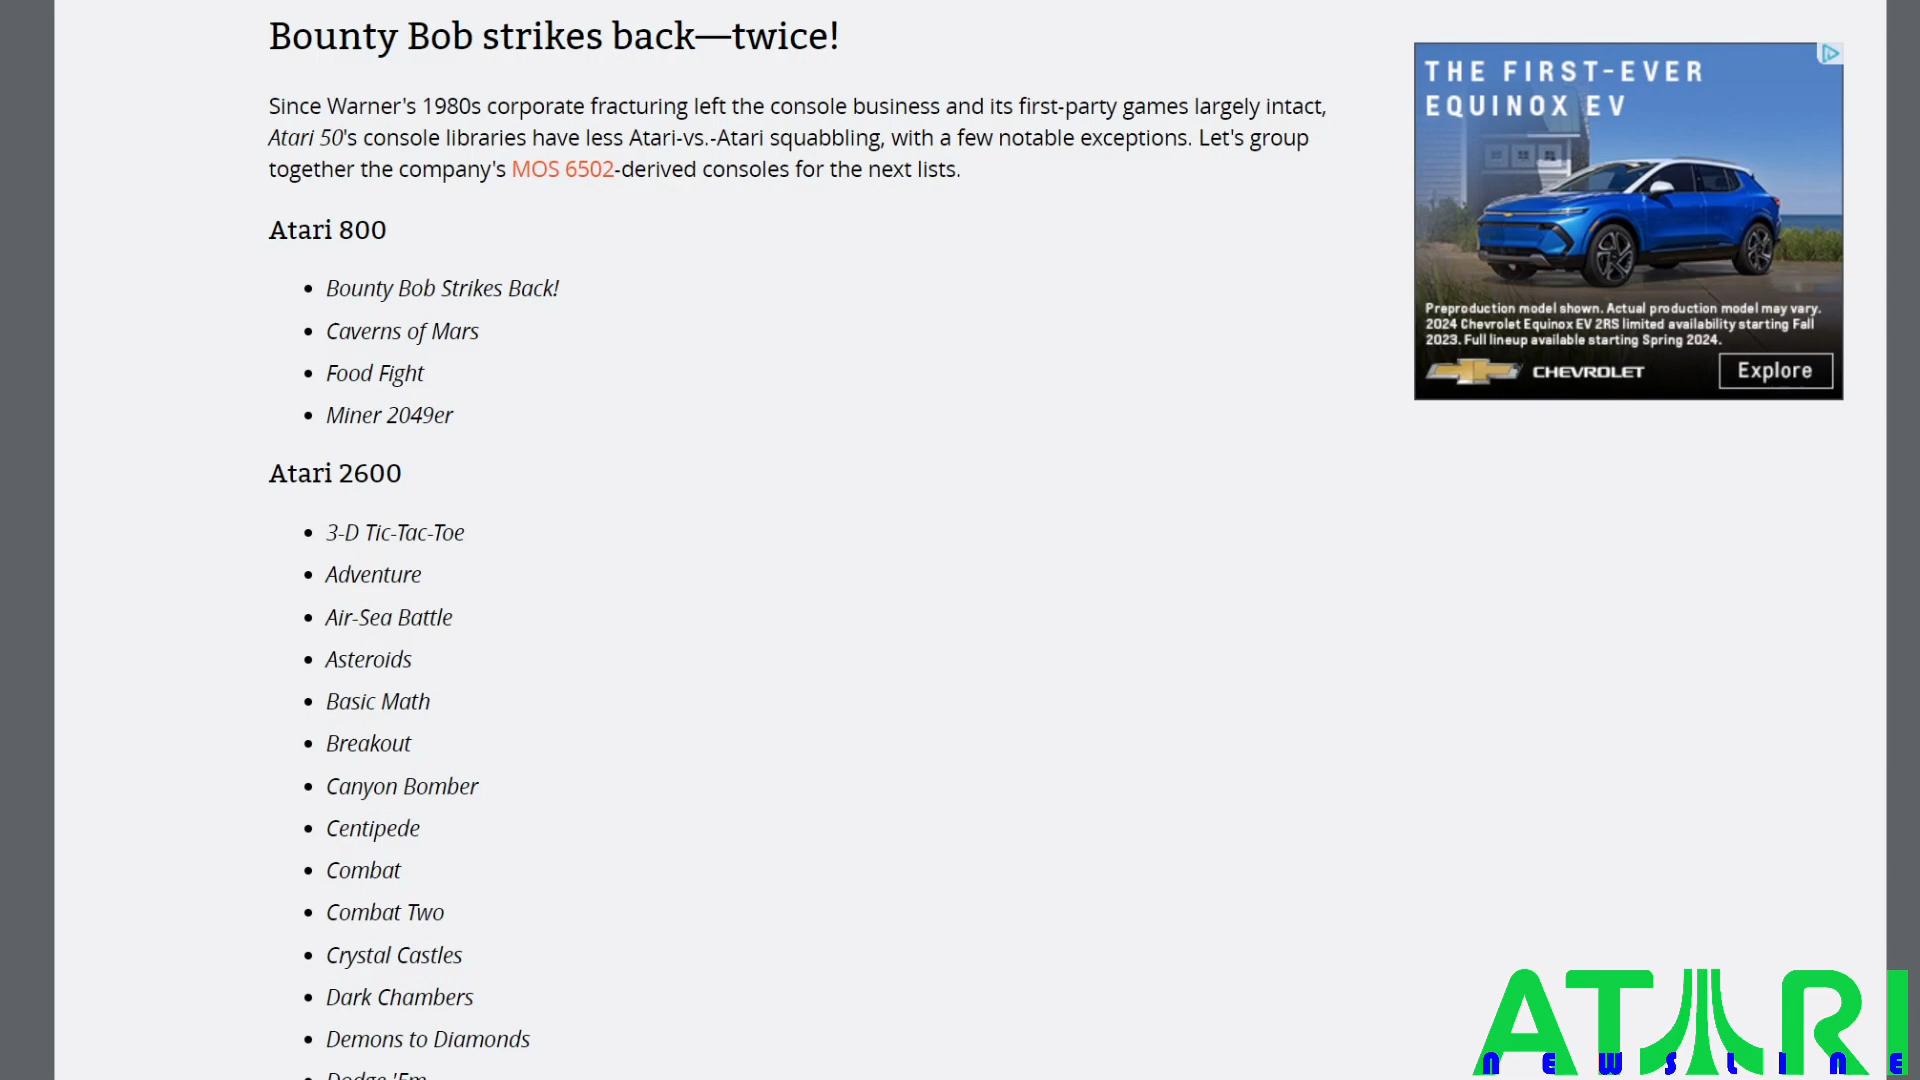 Bounty Bob strikes back—twice!
Since Warner's 1980s corporate fracturing left the console business and its first-party games largely intact,
Atari 50's console libraries have less Atari-vs.-Atari squabbling, with a few notable exceptions. Let's group
together the company's MOS 6502-derived consoles for the next lists.
Atari 800
Bounty Bob Strikes Back!
Caverns of Mars
Food Fight
Miner 2049er
Atari 2600
3-D Tic-Tac-Toe
Adventure
Air-Sea Battle
Asteroids
Basic Math
Breakout
Canyon Bomber
Centipede
Combat
Combat Two
Crystal Castles
Dark Chambers
Demons to Diamonds
Dodge 'Em
THE FIRST-EVER
EQUINOX EV
Preproduction model shown. Actual production model may vary.
2024 Chevrolet Equinox EV 2RS limited availability starting Fall
2023. Full lineup available starting Spring 2024.
CHEVROLET
Explore
ATARI
NEWSLINE